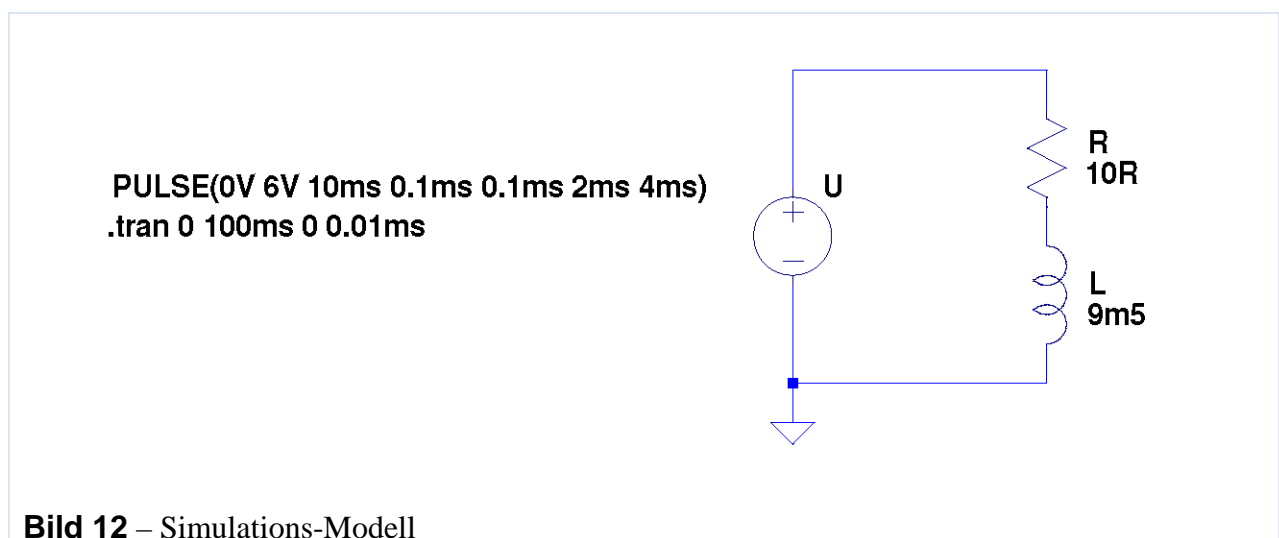 PULSE(0V 6V 10ms 0.1ms 0.1ms 2ms 4ms)
.tran 0 100ms 0 0.01ms
U
R
10R
L
9m5
Bild 12 – Simulations-Modell